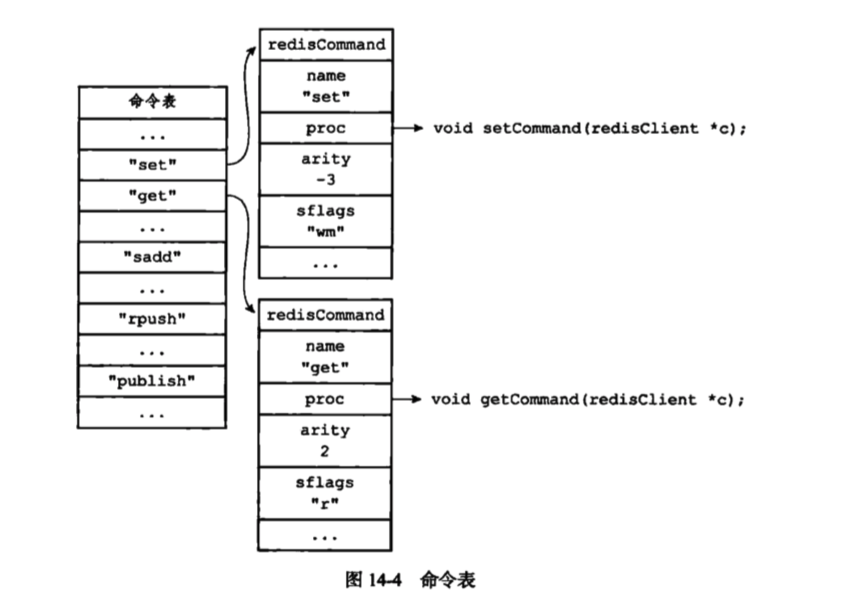 命令表
...
"set"
"get"
...
"sadd"
...
"rpush"
...
"publish"
...
redisCommand
name
"set"
proc
arity
-3
sflags
"wm"
...
void setCommand(redisClient *c);
redisCommand
name
"get"
proc
arity
2
sflags
"r"
...
void getCommand(redisClient *c);
图 14-4 命令表